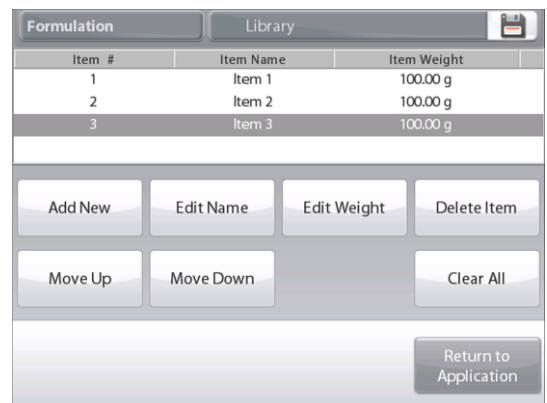 Formulation Library
Item # Item Name Item Weight
1 Item 1 100.00 g
2 Item 2 100.00 g
3 Item 3 100.00 g
Add New Edit Name Edit Weight Delete Item
Move Up Move Down Clear All
Return to
Application